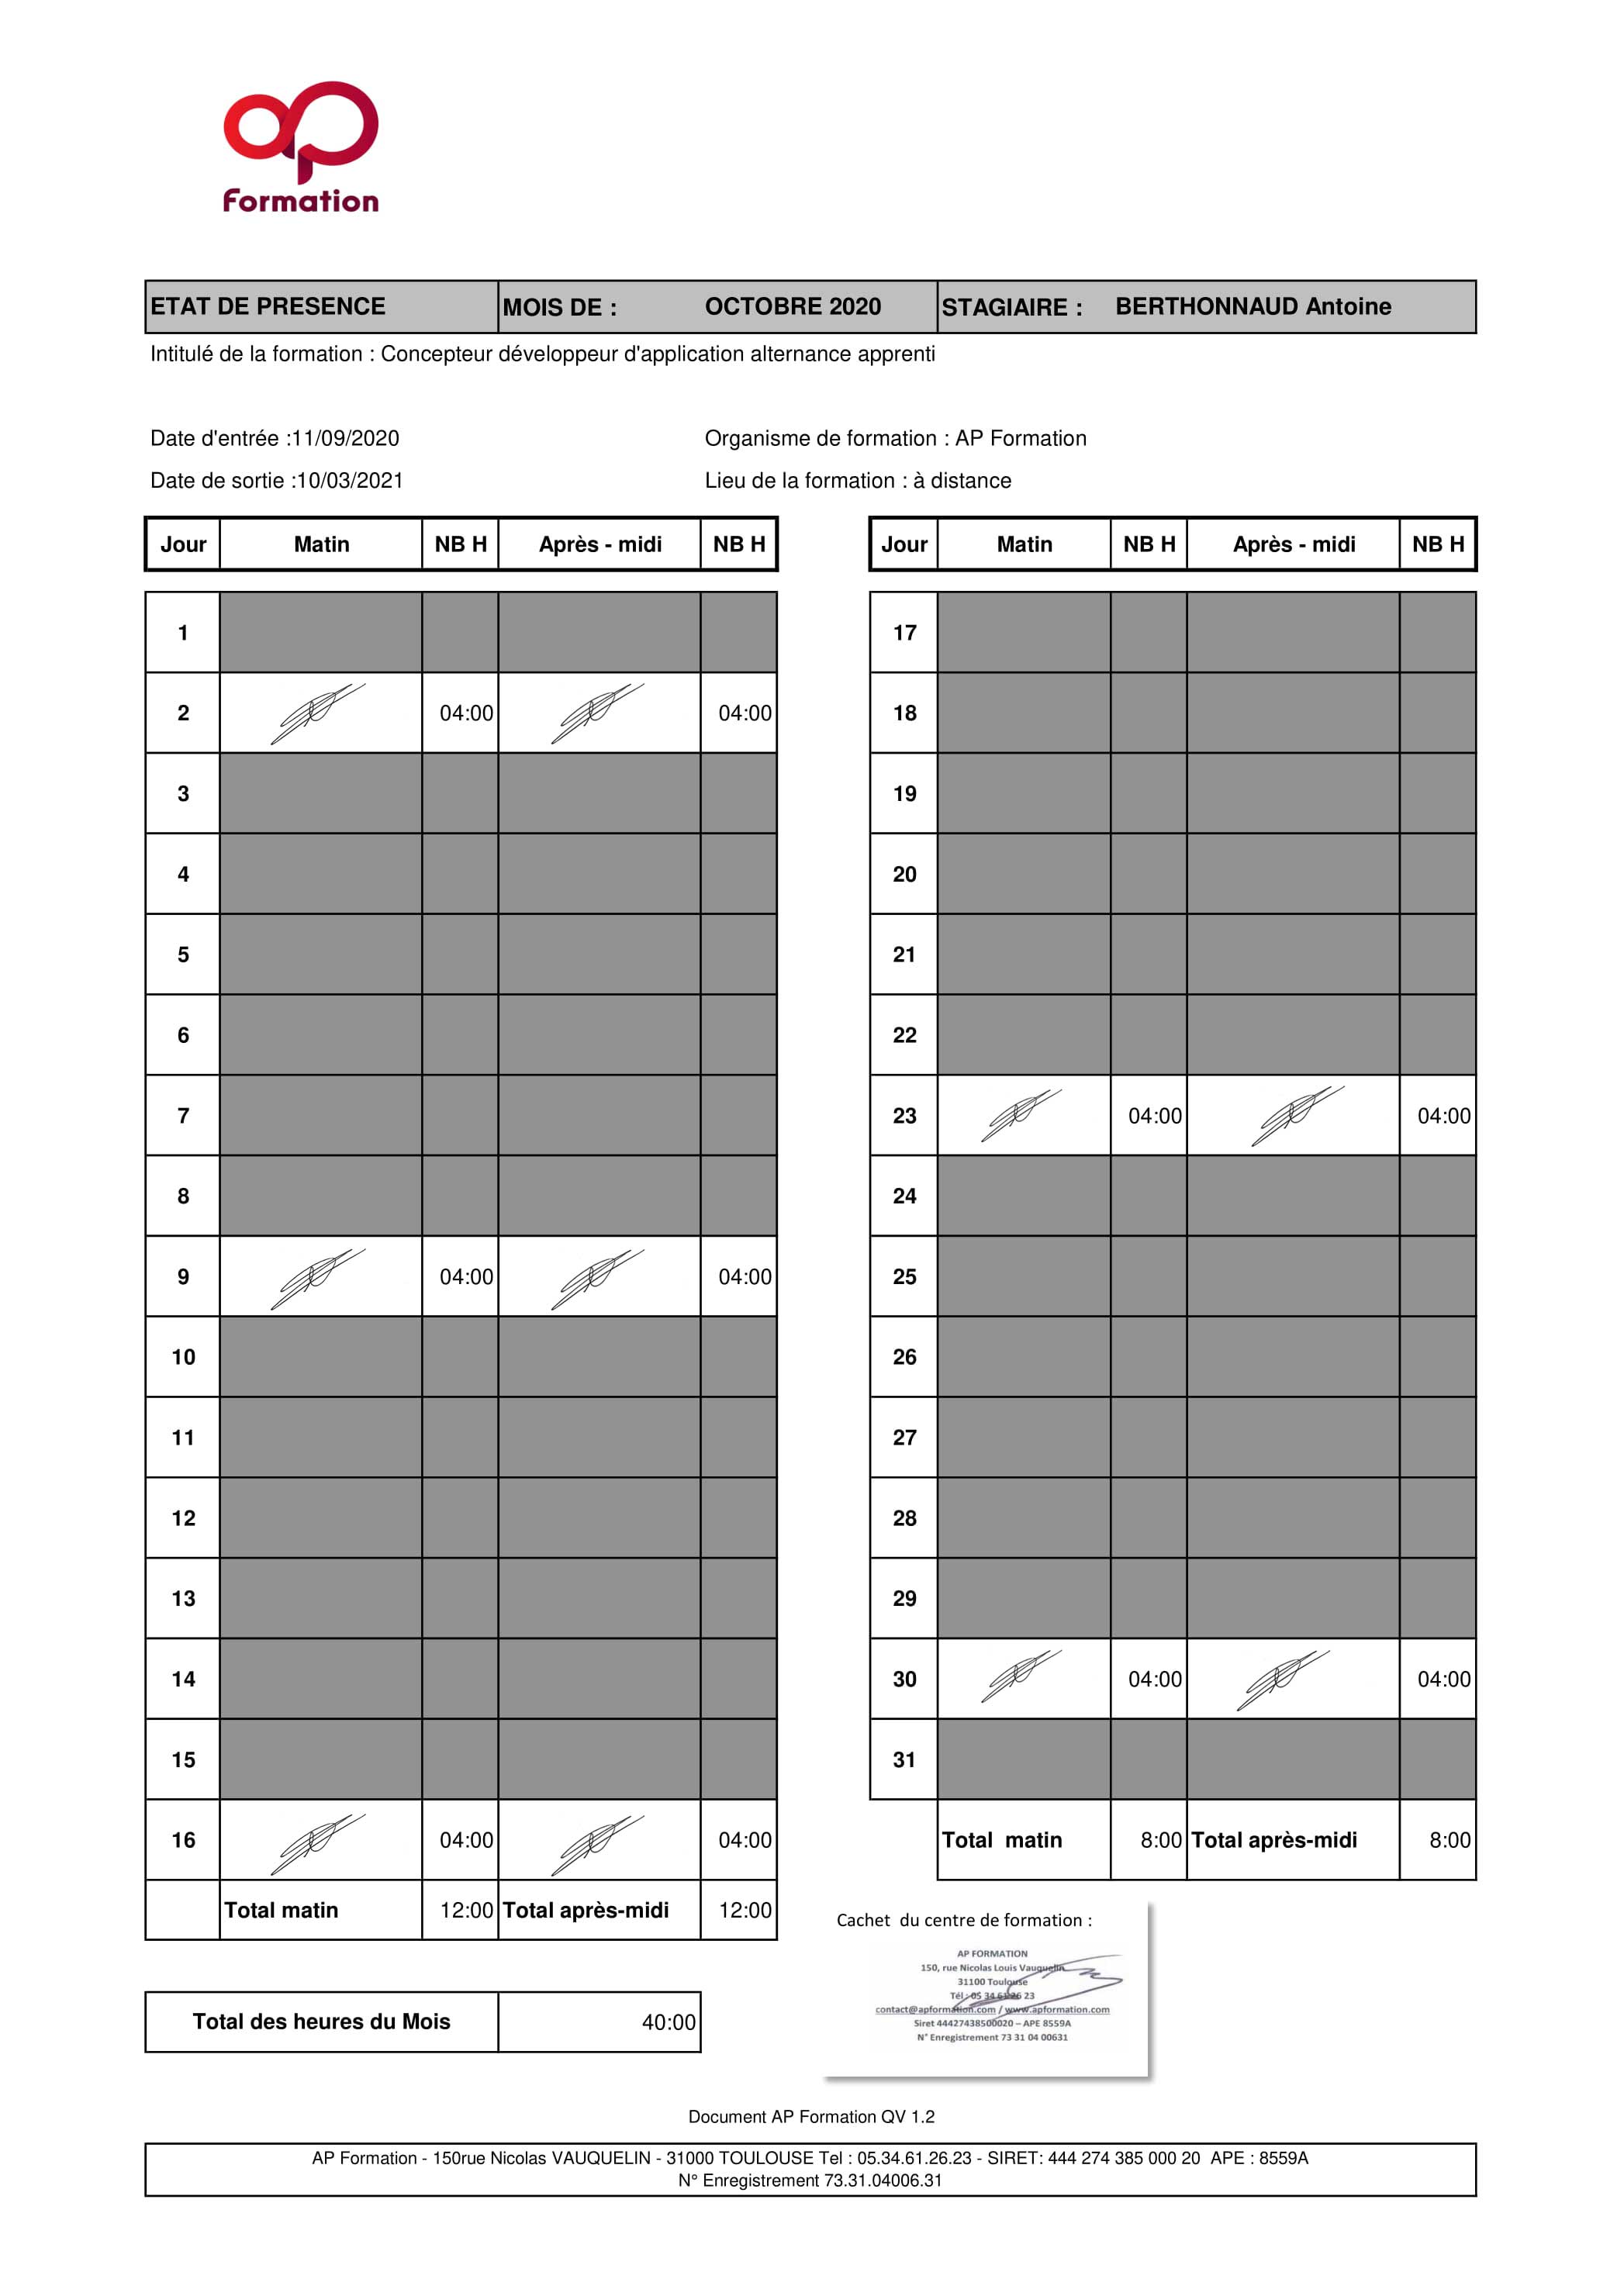 ap
Formation
ETAT DE PRESENCE MOIS DE : OCTOBRE 2020 STAGIAIRE : BERTHONNAUD Antoine
Intitulé de la formation : Concepteur développeur d'application alternance apprenti
Date d'entrée :11/09/2020 Organisme de formation : AP Formation
Date de sortie :10/03/2021 Lieu de la formation : à distance
Jour Matin NB H Après - midi NB H
1
2 04:00 04:00
3
4
5
6
7
8
9 04:00 04:00
10
11
12
13
14
15
16 04:00 04:00
Total matin 12:00 Total après-midi 12:00
Jour Matin NB H Après - midi NB H
17
18
19
20
21
22
23 04:00 04:00
24
25
26
27
28
29
30 04:00 04:00
31
Total matin 8:00 Total après-midi 8:00
Total des heures du Mois 40:00
Cachet du centre de formation :
AP FORMATION
150, rue Nicolas Louis Vauquelin
31100 Toulouse
Tél : 05 34 61 26 23
contact@apformation.com / www.apformation.com
Siret 44427438500020 – APE 8559A
N° Enregistrement 73 31 04 00631
Document AP Formation QV 1.2
AP Formation - 150rue Nicolas VAUQUELIN - 31000 TOULOUSE Tel : 05.34.61.26.23 - SIRET: 444 274 385 000 20 APE : 8559A
N° Enregistrement 73.31.04006.31